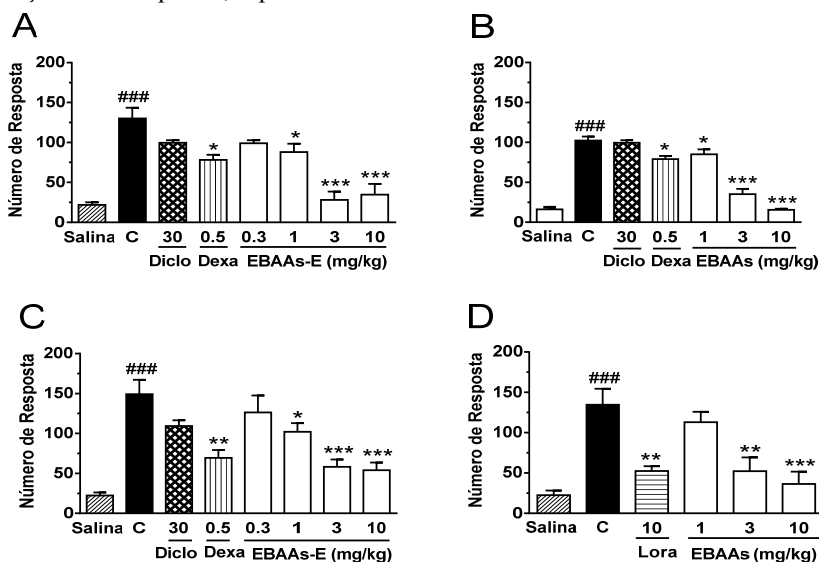 A
Número de Resposta
200
150
100
50
0
###
*
*
***
***
Salina C 30 0.5 0.3 1 3 10
Diclo Dexa EBAAs-E (mg/kg)
B
Número de Resposta
200
150
100
50
0
###
*
*
***
***
Salina C 30 0.5 1 3 10
Diclo Dexa EBAAs (mg/kg)
C
Número de Resposta
200
150
100
50
0
###
**
*
***
***
Salina C 30 0.5 0.3 1 3 10
Diclo Dexa EBAAs-E (mg/kg)
D
Número de Resposta
200
150
100
50
0
###
**
**
***
Salina C 10 1 3 10
Lora EBAAs (mg/kg)